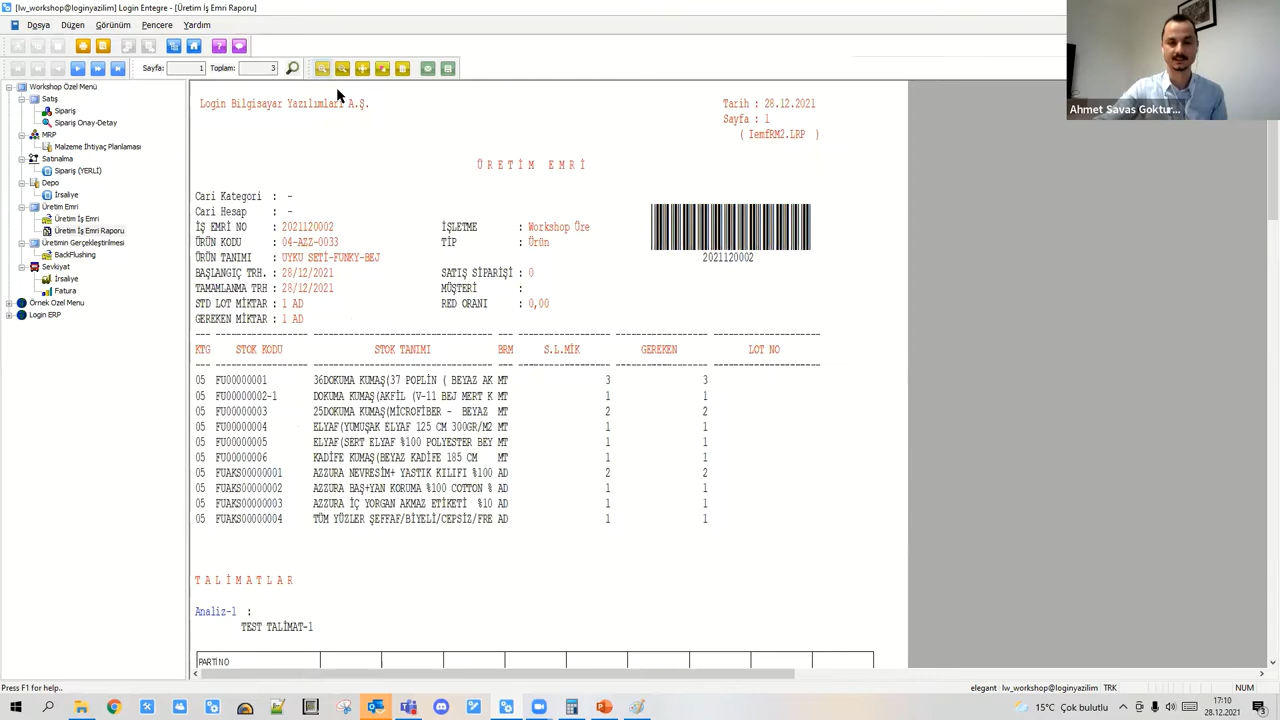 [lw_workshop@loginyazilim] Login Entegre - [Üretim İş Emri Raporu]
Dosya Düzen Görünüm Pencere Yardım
Sayfa: 1 Toplam: 3
Ahmet Savas Goktur...
Workshop Özel Menü
Satış
Sipariş
Sipariş Onay-Detay
MRP
Malzeme İhtiyaç Planlaması
Satınalma
Sipariş (YERLİ)
Depo
İrsaliye
Üretim Emri
Üretim İş Emri
Üretim İş Emri Raporu
Üretimin Gerçekleştirilmesi
BackFlushing
Sevkiyat
İrsaliye
Fatura
Örnek Özel Menu
Login ERP
Login Bilgisayar Yazılımları A.Ş. Tarih : 28.12.2021
Sayfa : 1
( IemfRM2.LRP )
ÜRETİM EMRİ
Cari Kategori : -
Cari Hesap : -
İŞ EMRİ NO : 2021120002 İŞLETME : Workshop Üre
ÜRÜN KODU : 04-AZZ-0033 TİP : Ürün
ÜRÜN TANIMI : UYKU SETİ-FUNKY-BEJ 2021120002
BAŞLANGIÇ TRH. : 28/12/2021 SATIŞ SİPARİŞİ : 0
TAMAMLANMA TRH : 28/12/2021 MÜŞTERİ :
STD LOT MİKTAR : 1 AD RED ORANI : 0,00
GEREKEN MİKTAR : 1 AD
KTG STOK KODU STOK TANIMI BRM S.L.MİK GEREKEN LOT NO
05 FU00000001 36DOKUMA KUMAŞ(37 POPLİN ( BEYAZ AK MT 3 3
05 FU00000002-1 DOKUMA KUMAŞ(AKFİL (V-11 BEJ MERT K MT 1 1
05 FU00000003 25DOKUMA KUMAŞ(MİCROFİBER - BEYAZ MT 2 2
05 FU00000004 ELYAF(YUMUŞAK ELYAF 125 CM 300GR/M2 MT 1 1
05 FU00000005 ELYAF(SERT ELYAF %100 POLYESTER BEY MT 1 1
05 FU00000006 KADİFE KUMAŞ(BEYAZ KADİFE 185 CM MT 1 1
05 FUAKS00000001 AZZURA NEVRESİM+ YASTIK KILIFI %100 AD 2 2
05 FUAKS00000002 AZZURA BAŞ+YAN KORUMA %100 COTTON % AD 1 1
05 FUAKS00000003 AZZURA İÇ YORGAN AKMAZ ETİKETİ %10 AD 1 1
05 FUAKS00000004 TÜM YÜZLER ŞEFFAF/BİYELİ/CEPSİZ/FRE AD 1 1
TALİMATLAR
Analiz-1 :
TEST TALİMAT-1
PARTİ NO
Press F1 for help.. elegant lw_workshop@loginyazilim TRK NUM
15°C Çok bulutlu 17:10
28.12.2021